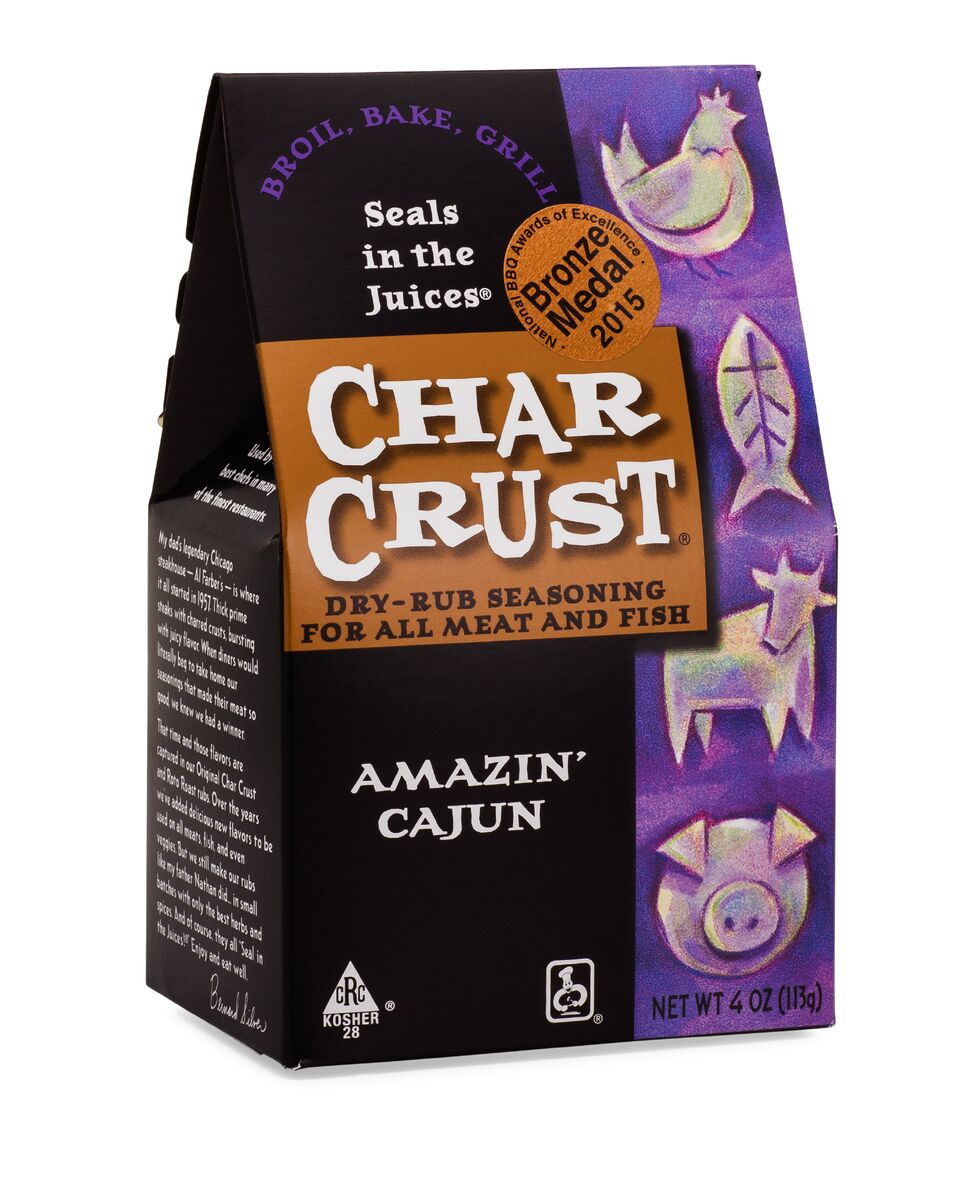 BROIL, BAKE, GRILL
Seals
in the
Juices®
National BBQ Awards of Excellence
Bronze
Medal
2015
CHAR
CRUST®
DRY-RUB SEASONING
FOR ALL MEAT AND FISH
AMAZIN'
CAJUN
CRC
KOSHER
28
®
®
NET WT 4 OZ (113g)
Used by
best chefs in many
of the finest restaurants.
My dad's legendary Chicago
steakhouse — Al Farber's — is where
it all started in 1957. Thick prime
steaks with charred crusts, bursting
with juicy flavor. When diners would
literally beg to take home our
seasonings that made their meat so
good, we knew we had a winner.
That time and those flavors are
captured in our Original Char Crust
and Roto Roast rubs. Over the years
we've added delicious new flavors to be
used on all meats, fish, and even
veggies. But we still make our rubs
like my father Nathan did...in small
batches with only the best herbs and
spices. And of course, they all "Seal in
the Juices!®" Enjoy and eat well.
Bernard Silver